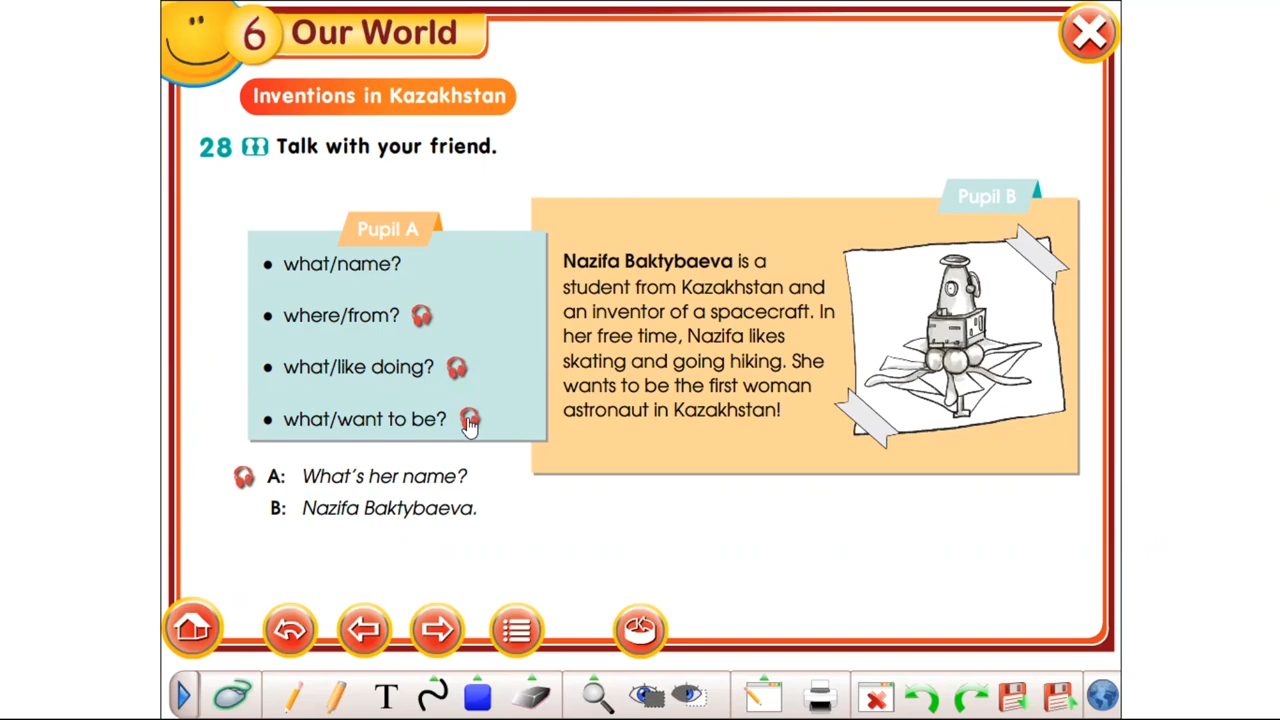 6 Our World
Inventions in Kazakhstan
28 Talk with your friend.
Pupil A
• what/name?
• where/from?
• what/like doing?
• what/want to be?
Pupil B
Nazifa Baktybaeva is a
student from Kazakhstan and
an inventor of a spacecraft. In
her free time, Nazifa likes
skating and going hiking. She
wants to be the first woman
astronaut in Kazakhstan!
A: What's her name?
B: Nazifa Baktybaeva.
T